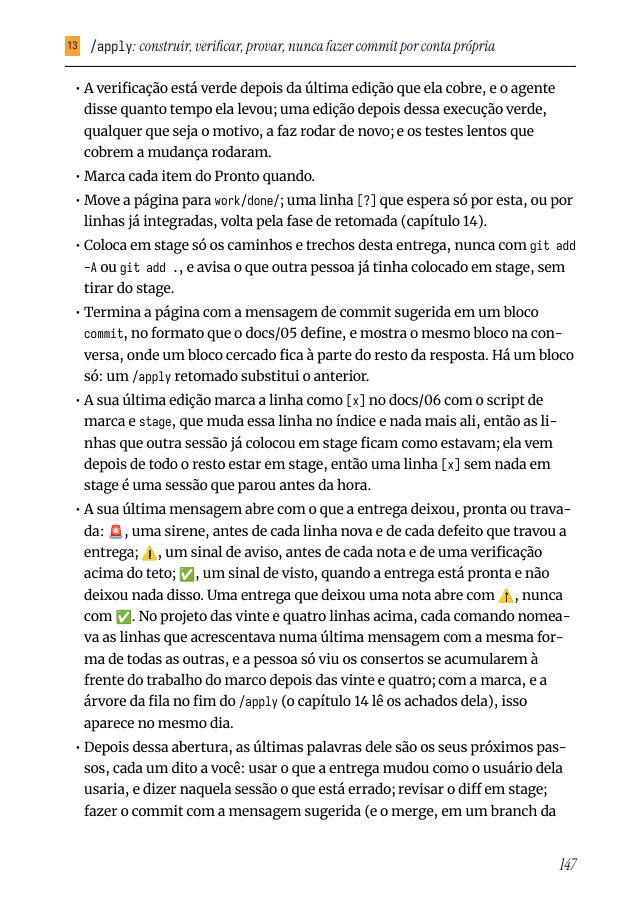 13 /apply: construir, verificar, provar, nunca fazer commit por conta própria
• A verificação está verde depois da última edição que ela cobre, e o agente
disse quanto tempo ela levou; uma edição depois dessa execução verde,
qualquer que seja o motivo, a faz rodar de novo; e os testes lentos que
cobrem a mudança rodaram.
• Marca cada item do Pronto quando.
• Move a página para work/done/; uma linha [?] que espera só por esta, ou por
linhas já integradas, volta pela fase de retomada (capítulo 14).
• Coloca em stage só os caminhos e trechos desta entrega, nunca com git add
-A ou git add ., e avisa o que outra pessoa já tinha colocado em stage, sem
tirar do stage.
• Termina a página com a mensagem de commit sugerida em um bloco
commit, no formato que o docs/05 define, e mostra o mesmo bloco na con-
versa, onde um bloco cercado fica à parte do resto da resposta. Há um bloco
só: um /apply retomado substitui o anterior.
• A sua última edição marca a linha como [x] no docs/06 com o script de
marca e stage, que muda essa linha no índice e nada mais ali, então as li-
nhas que outra sessão já colocou em stage ficam como estavam; ela vem
depois de todo o resto estar em stage, então uma linha [x] sem nada em
stage é uma sessão que parou antes da hora.
• A sua última mensagem abre com o que a entrega deixou, pronta ou trava-
da: 🚨, uma sirene, antes de cada linha nova e de cada defeito que travou a
entrega; ⚠️, um sinal de aviso, antes de cada nota e de uma verificação
acima do teto; ✅, um sinal de visto, quando a entrega está pronta e não
deixou nada disso. Uma entrega que deixou uma nota abre com ⚠️, nunca
com ✅. No projeto das vinte e quatro linhas acima, cada comando nomea-
va as linhas que acrescentava numa última mensagem com a mesma for-
ma de todas as outras, e a pessoa só viu os consertos se acumularem à
frente do trabalho do marco depois das vinte e quatro; com a marca, e a
árvore da fila no fim do /apply (o capítulo 14 lê os achados dela), isso
aparece no mesmo dia.
• Depois dessa abertura, as últimas palavras dele são os seus próximos pas-
sos, cada um dito a você: usar o que a entrega mudou como o usuário dela
usaria, e dizer naquela sessão o que está errado; revisar o diff em stage;
fazer o commit com a mensagem sugerida (e o merge, em um branch da
147